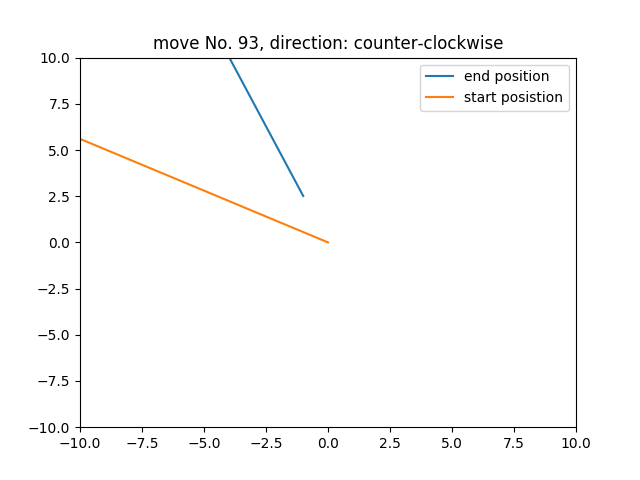 move No. 93, direction: counter-clockwise
end position
start posistion
10.0
7.5
5.0
2.5
0.0
−2.5
−5.0
−7.5
−10.0
−10.0 −7.5 −5.0 −2.5 0.0 2.5 5.0 7.5 10.0